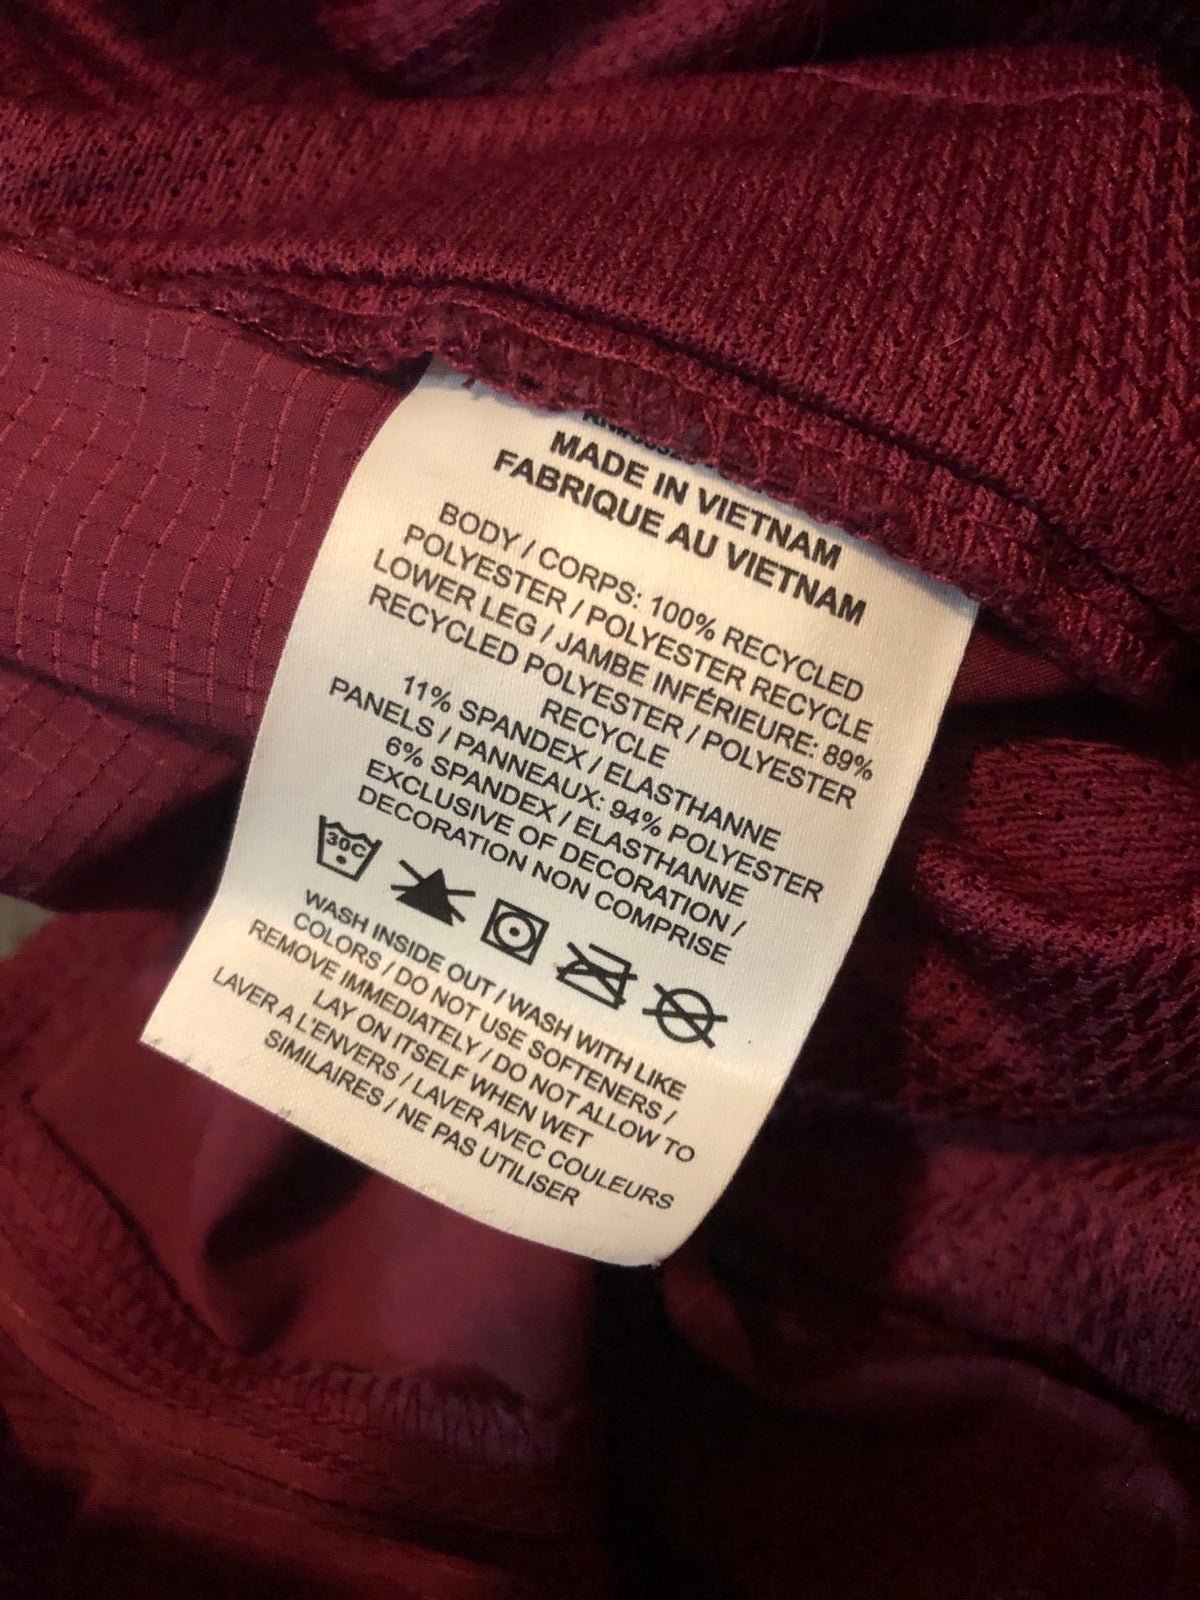 MADE IN VIETNAM
FABRIQUE AU VIETNAM
BODY / CORPS: 100% RECYCLED
POLYESTER / POLYESTER RECYCLE
LOWER LEG / JAMBE INFÉRIEURE: 89%
RECYCLED POLYESTER / POLYESTER
RECYCLE
11% SPANDEX / ELASTHANNE
PANELS / PANNEAUX: 94% POLYESTER
6% SPANDEX / ELASTHANNE
EXCLUSIVE OF DECORATION /
DECORATION NON COMPRISE
30C
WASH INSIDE OUT / WASH WITH LIKE
COLORS / DO NOT USE SOFTENERS /
REMOVE IMMEDIATELY / DO NOT ALLOW TO
LAY ON ITSELF WHEN WET
LAVER A L'ENVERS / LAVER AVEC COULEURS
SIMILAIRES / NE PAS UTILISER